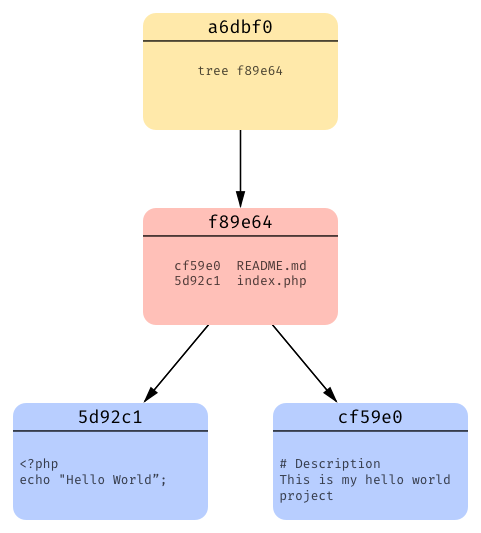 a6dbf0
tree f89e64
f89e64
cf59e0  README.md
5d92c1  index.php
5d92c1
<?php
echo "Hello World”;
cf59e0
# Description
This is my hello world
project